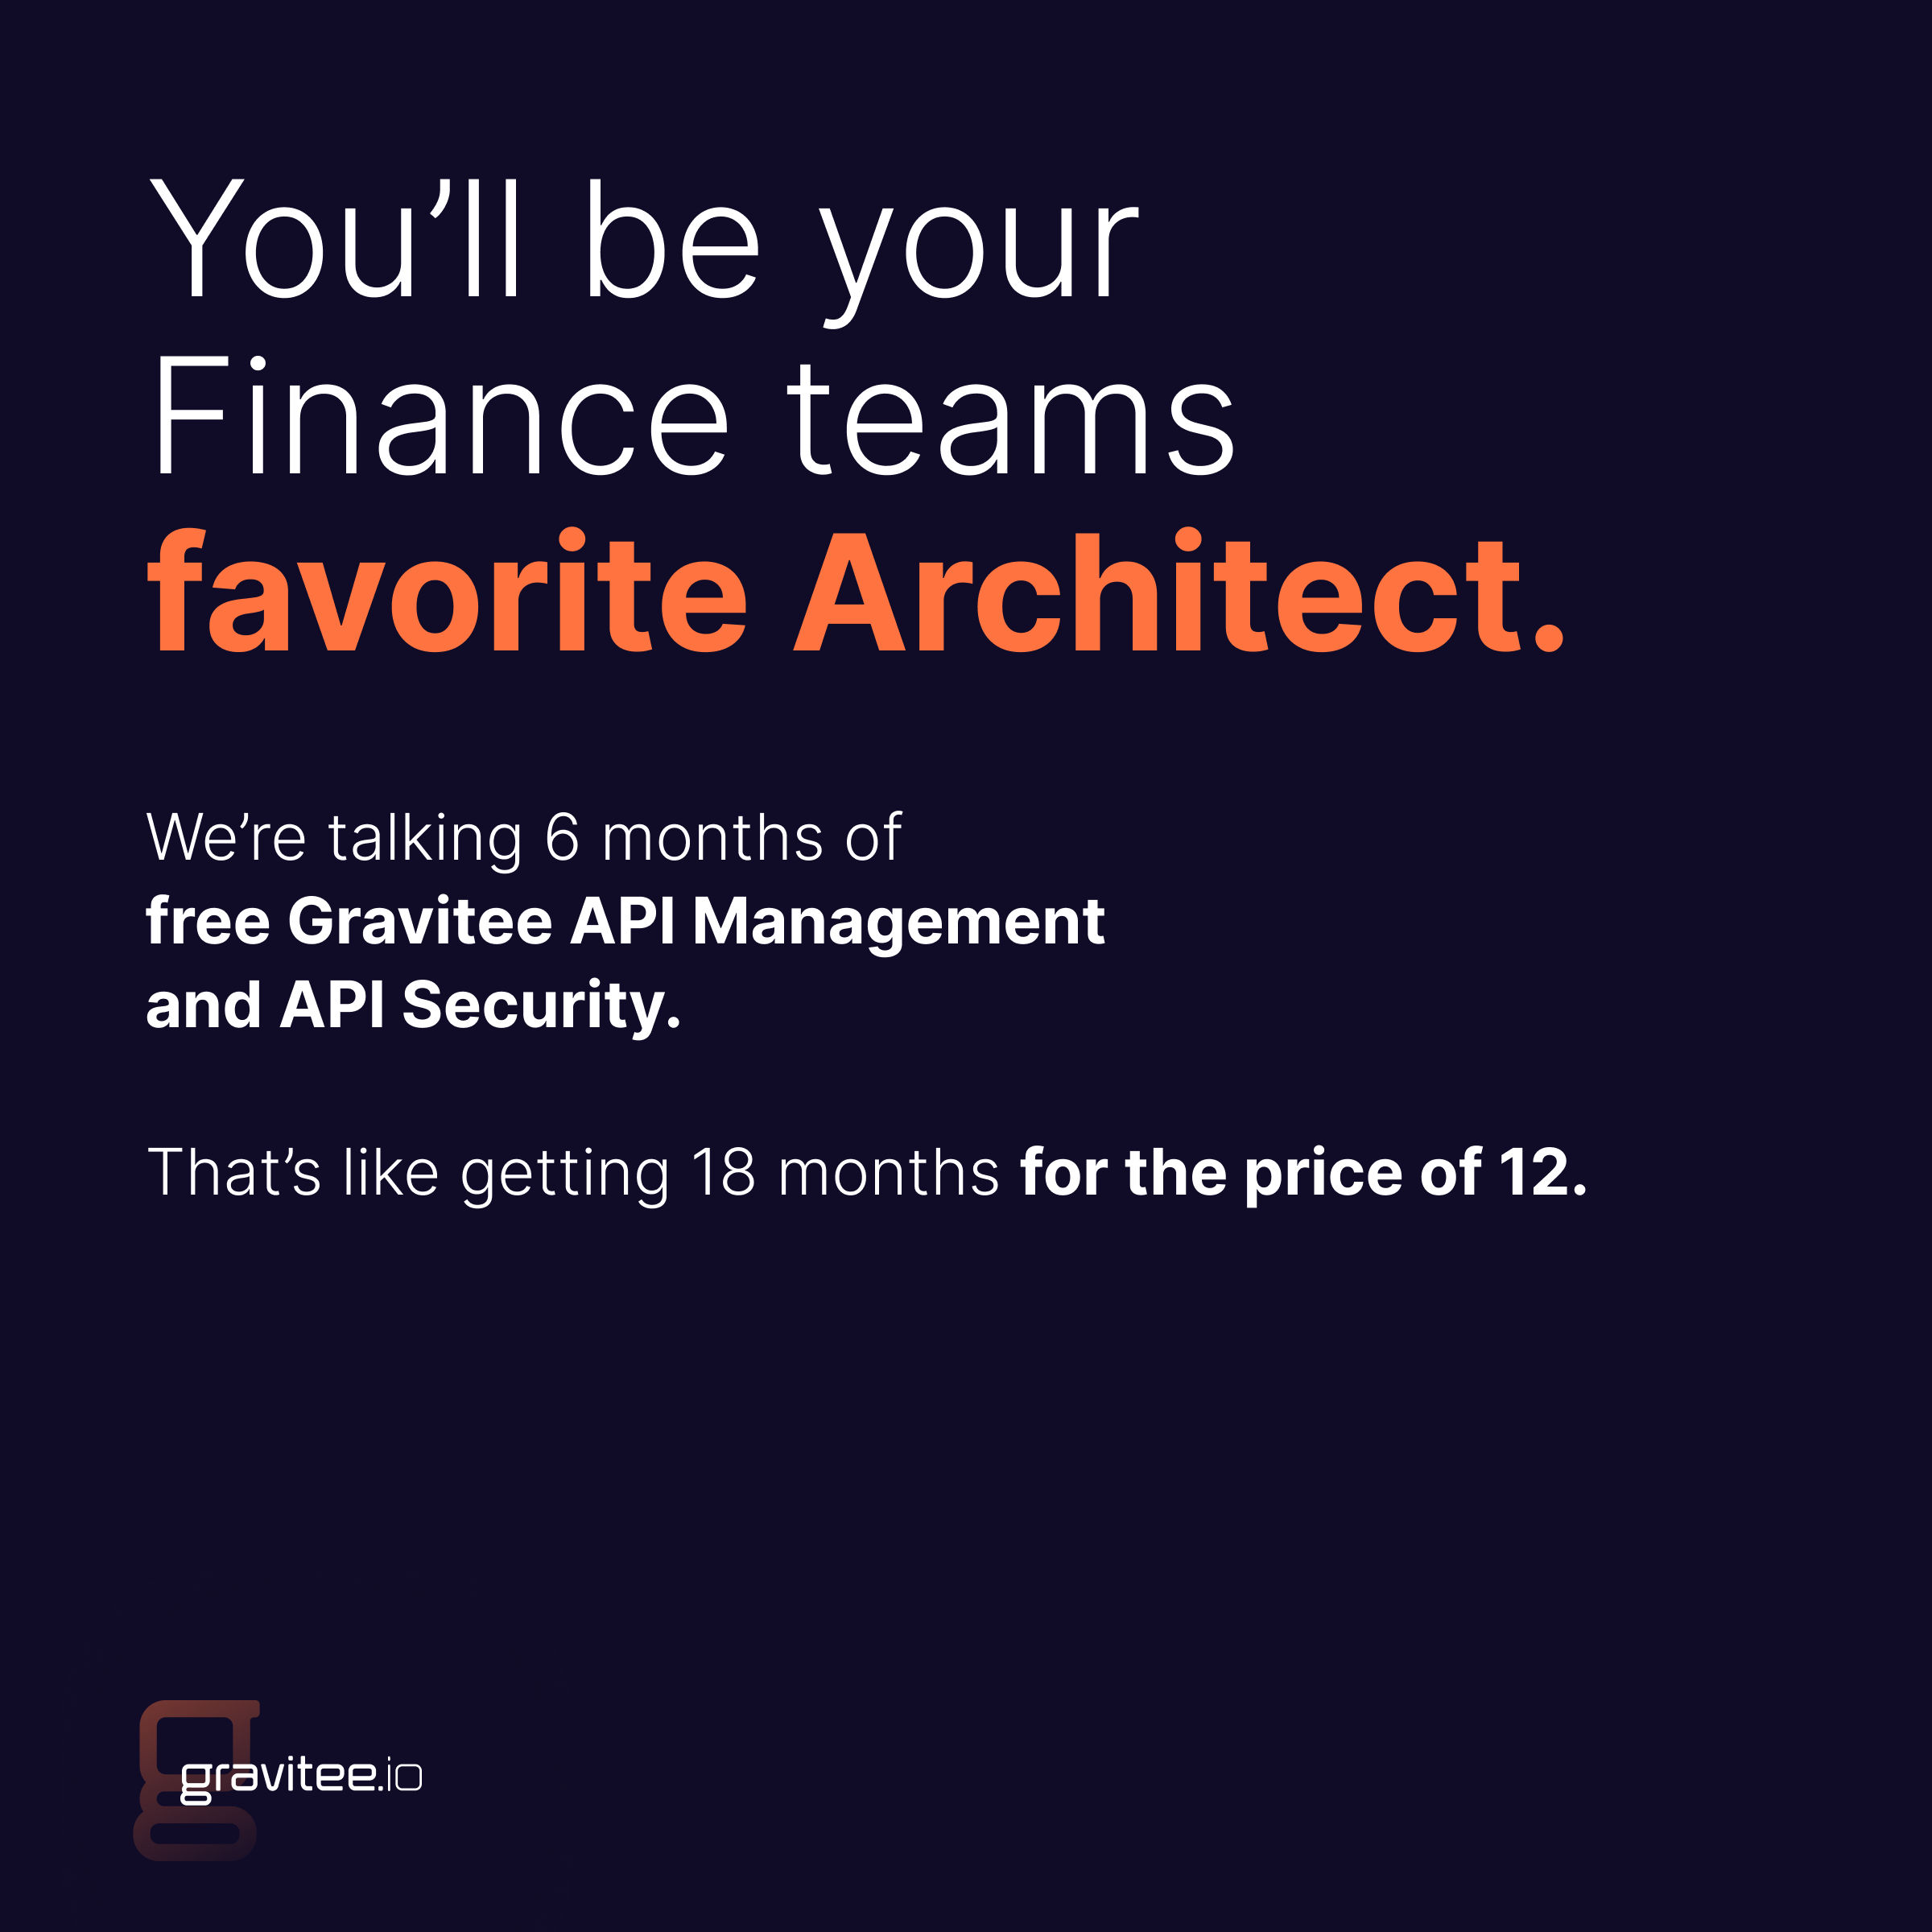 You’ll be your
Finance teams
favorite Architect.
We’re talking 6 months of
free Gravitee API Management
and API Security.
That’s like getting 18 months for the price of 12.
gravitee.io